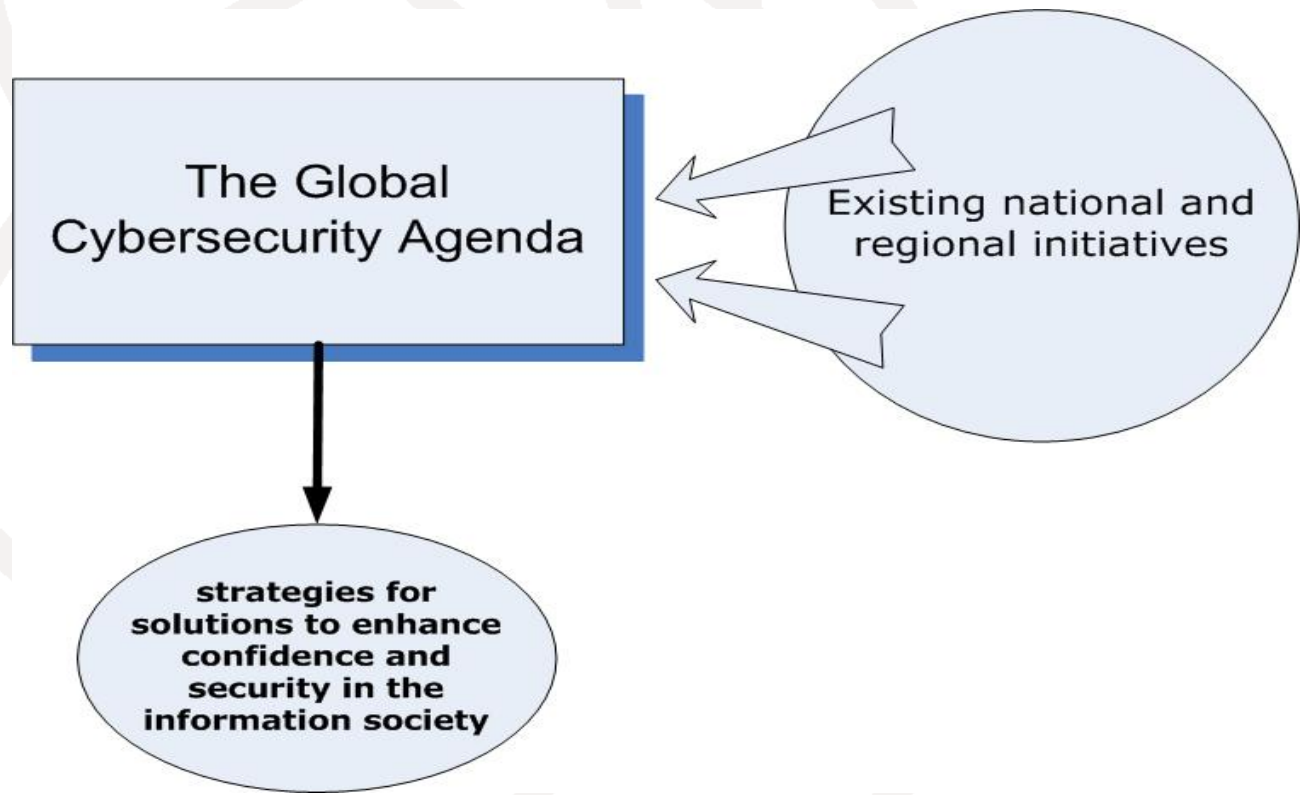 The Global
Cybersecurity Agenda
Existing national and
regional initiatives
strategies for
solutions to enhance
confidence and
security in the
information society